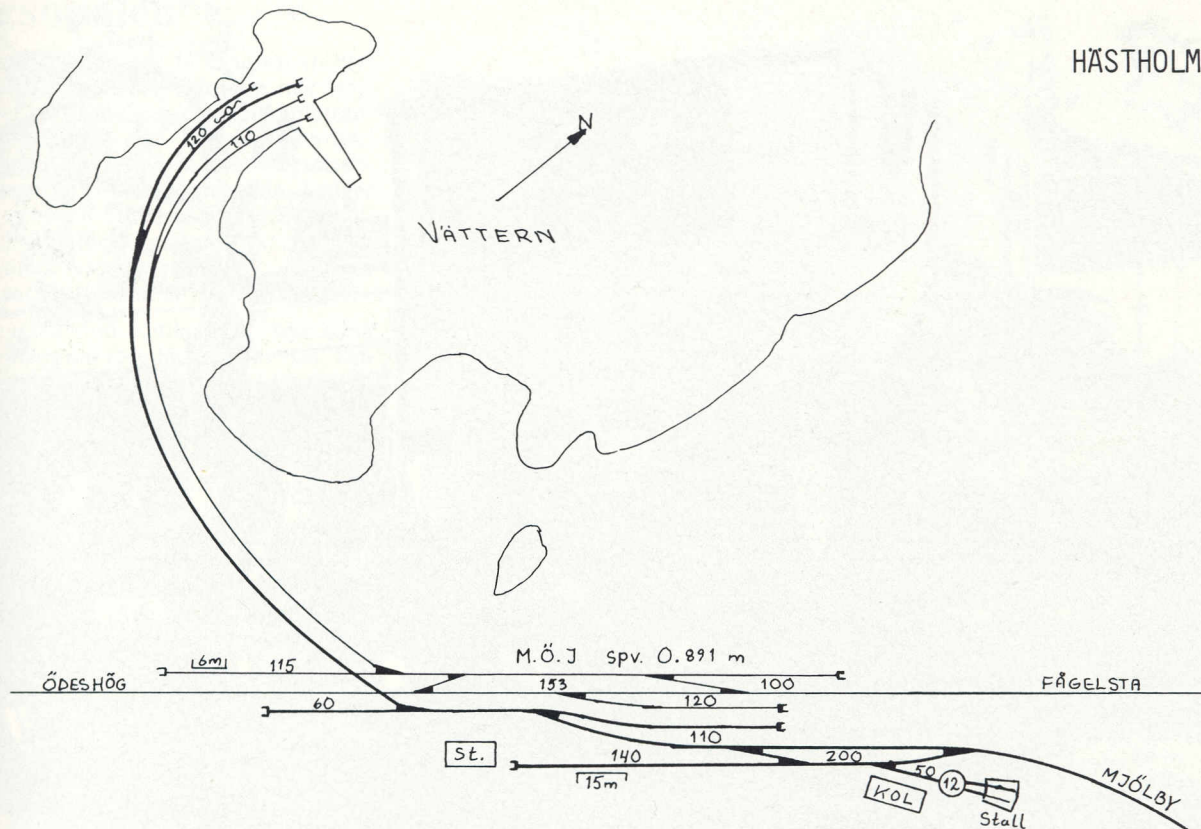 HÄSTHOLM
N
VÄTTERN
120
110
M.Ö.J spv. 0.891 m
6m 115
153 100
ÖDESHÖG FÅGELSTA
60 120
110
St. 140 200
15m
50 12
KOL
MJÖLBY
Stall